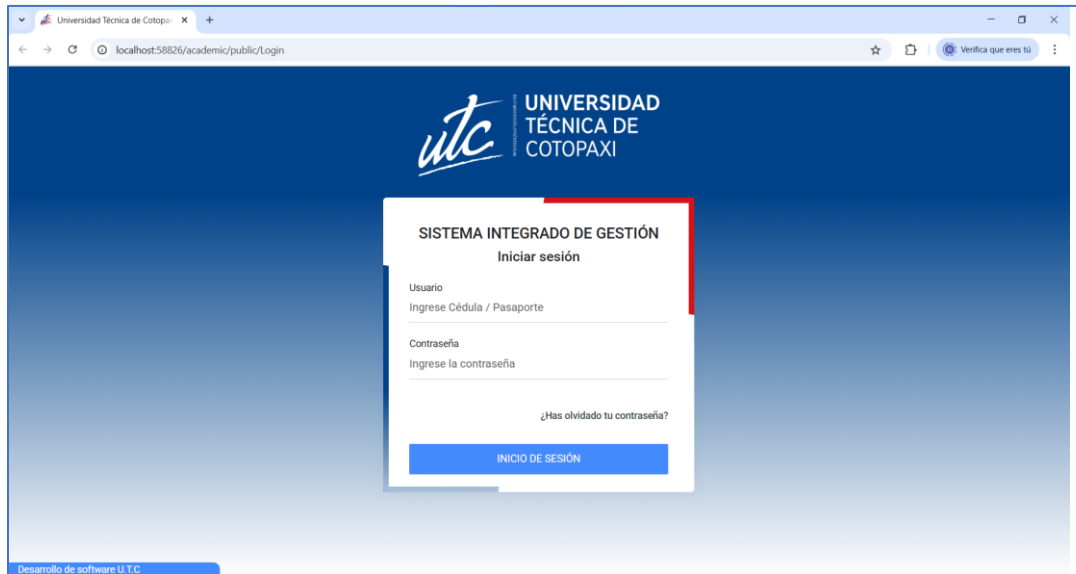 Universidad Técnica de Cotopa
localhost:58826/academic/public/Login
Verifica que eres tú
utc
UNIVERSIDAD
TÉCNICA DE
COTOPAXI
SISTEMA INTEGRADO DE GESTIÓN
Iniciar sesión
Usuario
Ingrese Cédula / Pasaporte
Contraseña
Ingrese la contraseña
¿Has olvidado tu contraseña?
INICIO DE SESIÓN
Desarrollo de software U.T.C